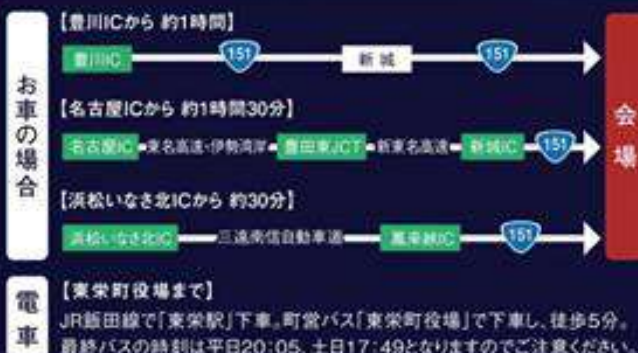 お車の場合
【豊川ICから 約1時間】
豊川IC 151 新城 151
【名古屋ICから 約1時間30分】
名古屋IC 東名高速・伊勢湾岸 豊田東JCT 新東名高速 新城IC 151
【浜松いなさ北ICから 約30分】
浜松いなさ北IC 三遠南信自動車道 鳳来峡IC 151
会場
電車
【東栄町役場まで】
JR飯田線で「東栄駅」下車。町営バス「東栄町役場」で下車し、徒歩5分。
最終バスの時刻は平日20:05、土日17:49となりますのでご注意ください。